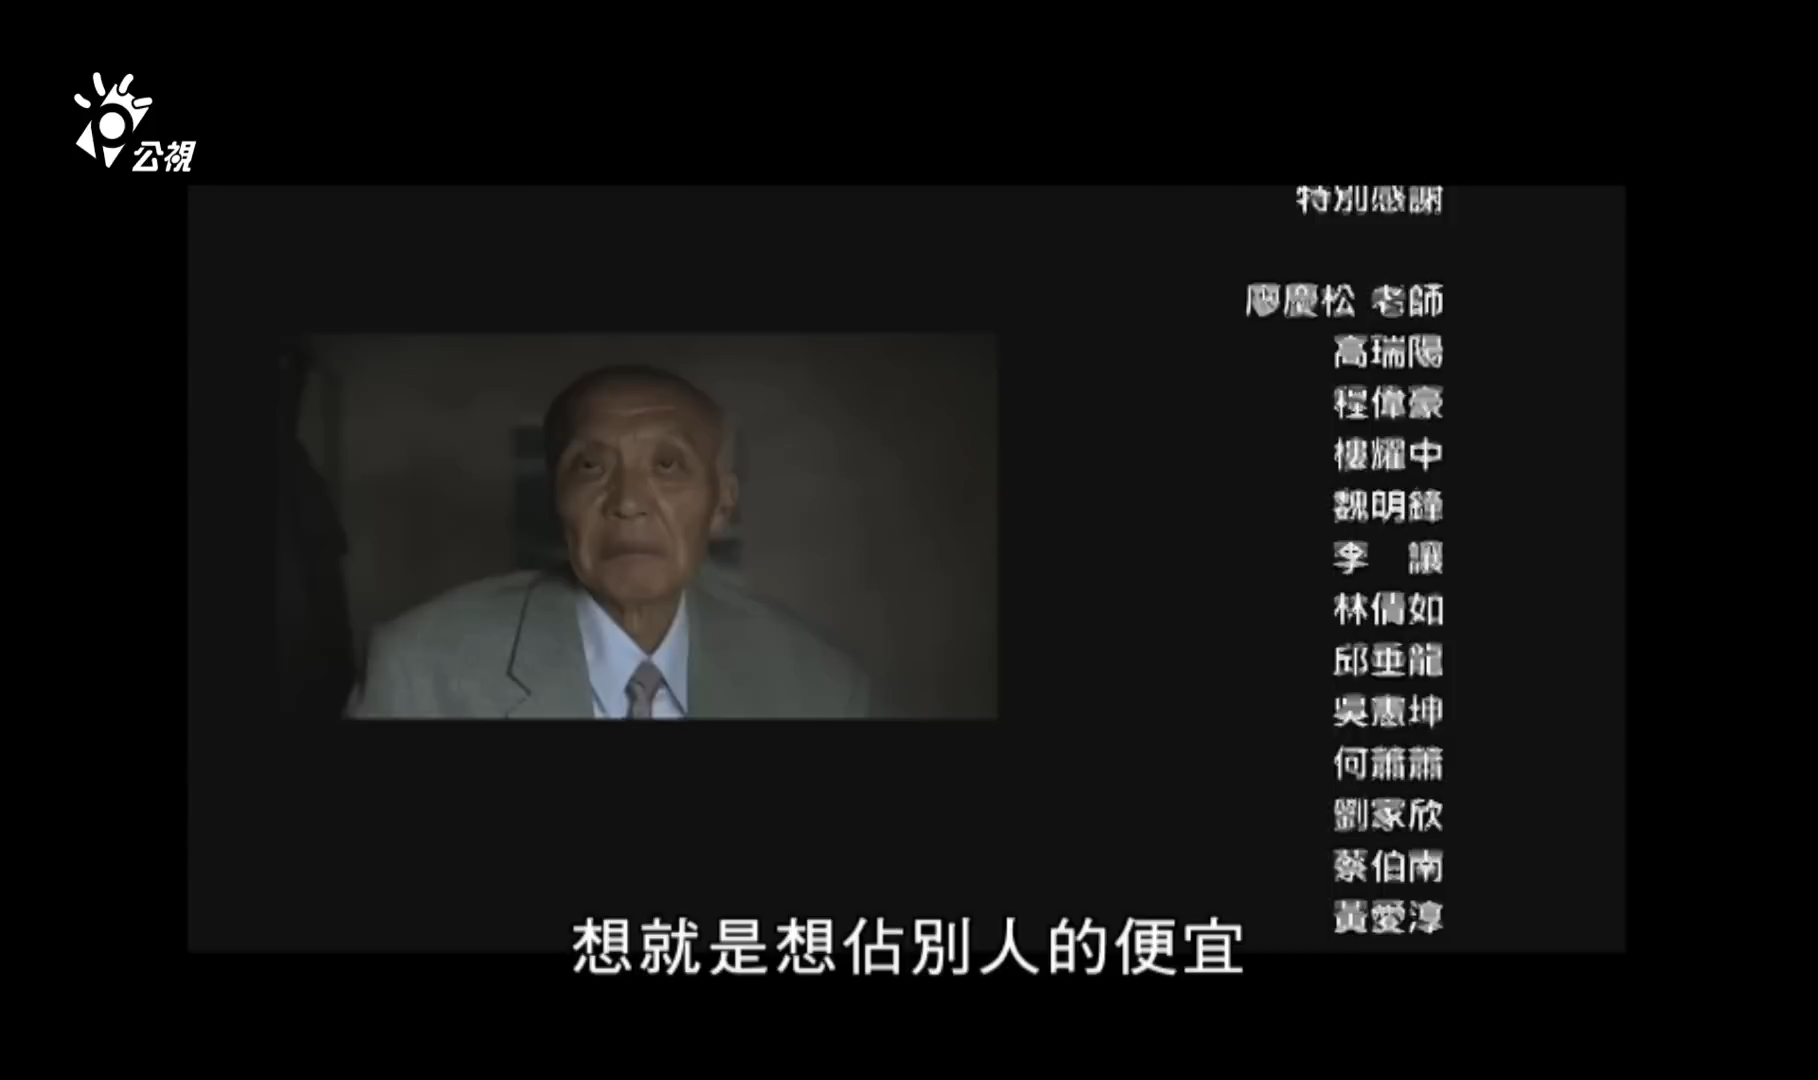 公視
特別感謝
廖慶松 老師
高瑞陽
程偉豪
樓耀中
魏明鐘
李 讓
林倩如
邱垂龍
吳憲坤
何蕭蕭
劉家欣
蔡伯南
黃愛淳
想就是想佔別人的便宜